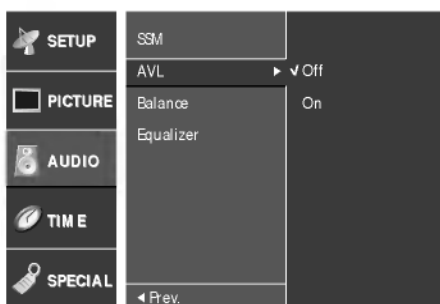 SETUP
PICTURE
AUDIO
TIME
SPECIAL
SSM
AVL ▶ √ Off
Balance On
Equalizer
◀ Prev.